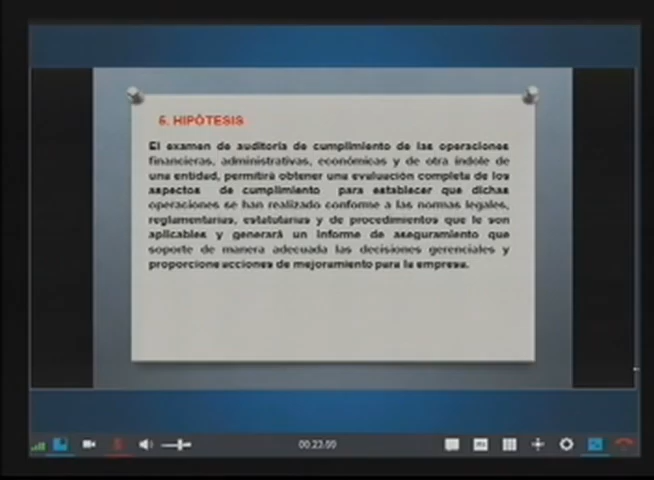 5. HIPÓTESIS
El examen de auditoría de cumplimiento de las operaciones
financieras, administrativas, económicas y de otra índole de
una entidad, permitirá obtener una evaluación completa de los
aspectos de cumplimiento para establecer que dichas
operaciones se han realizado conforme a las normas legales,
reglamentarias, estatutarias y de procedimientos que le son
aplicables y generará un informe de aseguramiento que
soporte de manera adecuada las decisiones gerenciales y
proporcione acciones de mejoramiento para la empresa.